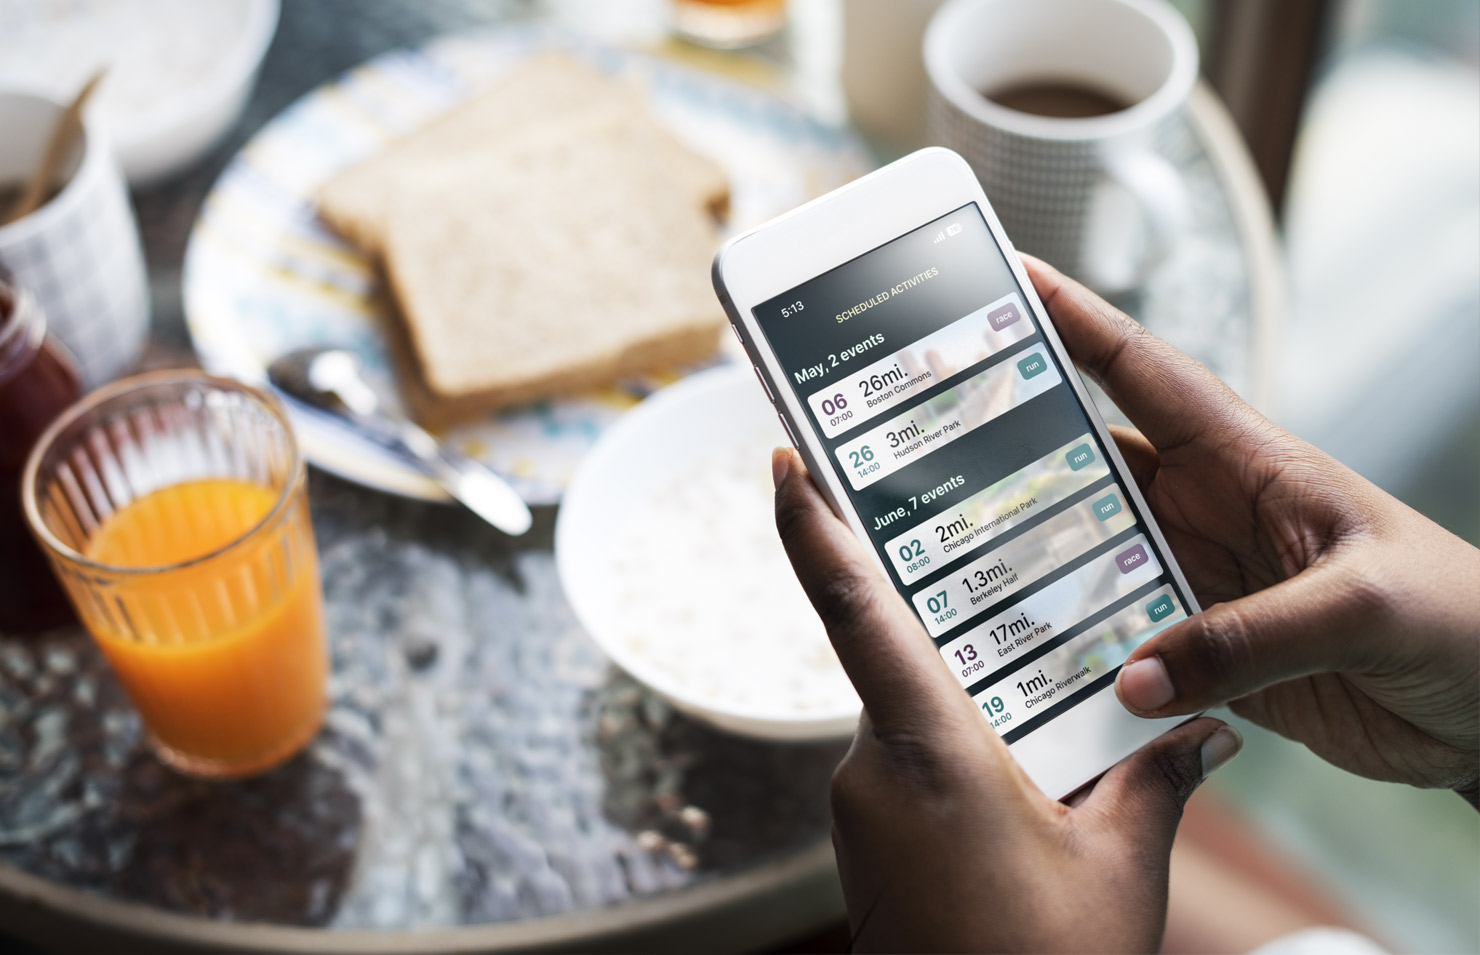 5:13
SCHEDULED ACTIVITIES
May, 2 events
race
06
07:00
26mi.
Boston Commons
run
26
14:00
3mi.
Hudson River Park
June, 7 events
run
02
08:00
2mi.
Chicago International Park
run
07
14:00
1.3mi.
Berkeley Half
race
13
07:00
17mi.
East River Park
run
19
14:00
1mi.
Chicago Riverwalk